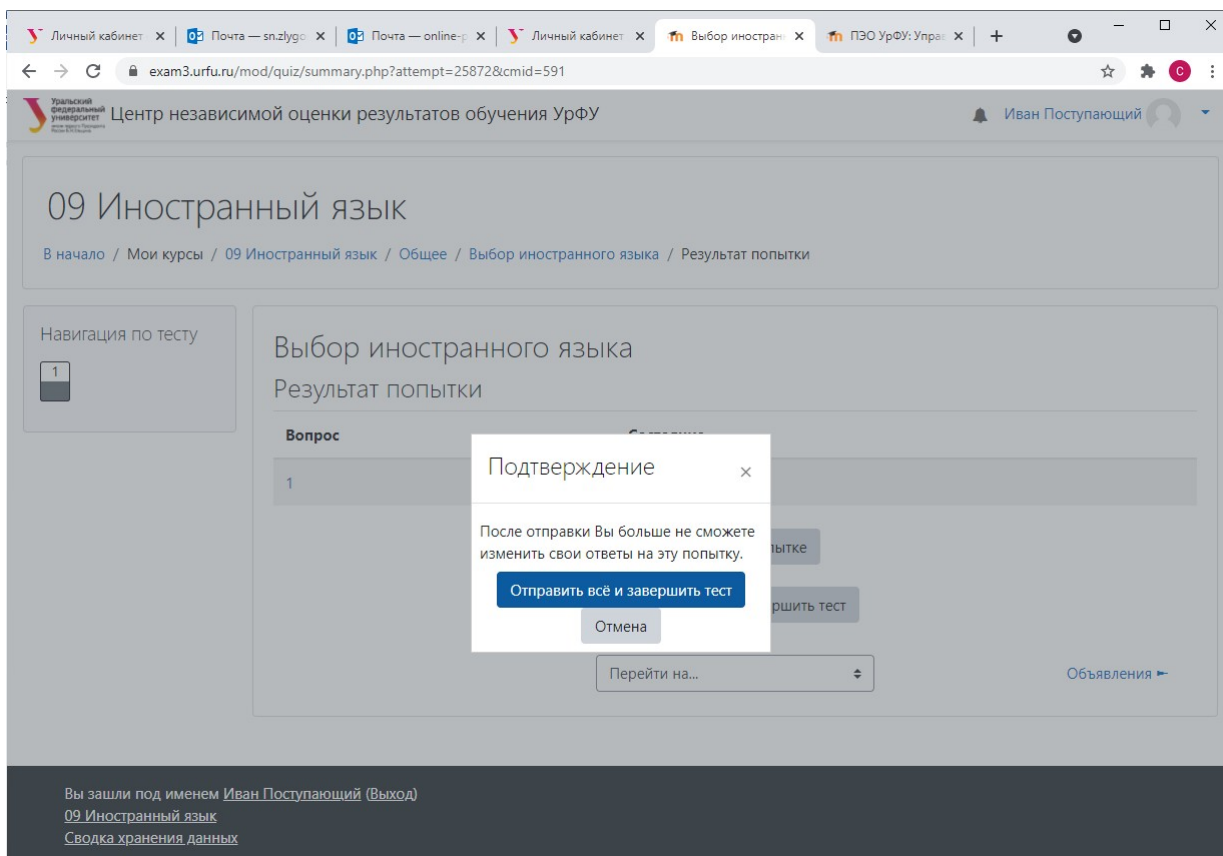 Личный кабинет
Почта — sn.zlygo
Почта — online-p
Личный кабинет
Выбор иностран
ПЭО УрФУ: Управ
exam3.urfu.ru/mod/quiz/summary.php?attempt=25872&cmid=591
C
Уральский
федеральный
университет
Центр независимой оценки результатов обучения УрФУ
Иван Поступающий
09 Иностранный язык
В начало / Мои курсы / 09 Иностранный язык / Общее / Выбор иностранного языка / Результат попытки
Навигация по тесту
1
Выбор иностранного языка
Результат попытки
Вопрос
1
Подтверждение
×
После отправки Вы больше не сможете
изменить свои ответы на эту попытку.
Отправить всё и завершить тест
Отмена
тест
Перейти на...
Объявления ►
Вы зашли под именем Иван Поступающий (Выход)
09 Иностранный язык
Сводка хранения данных